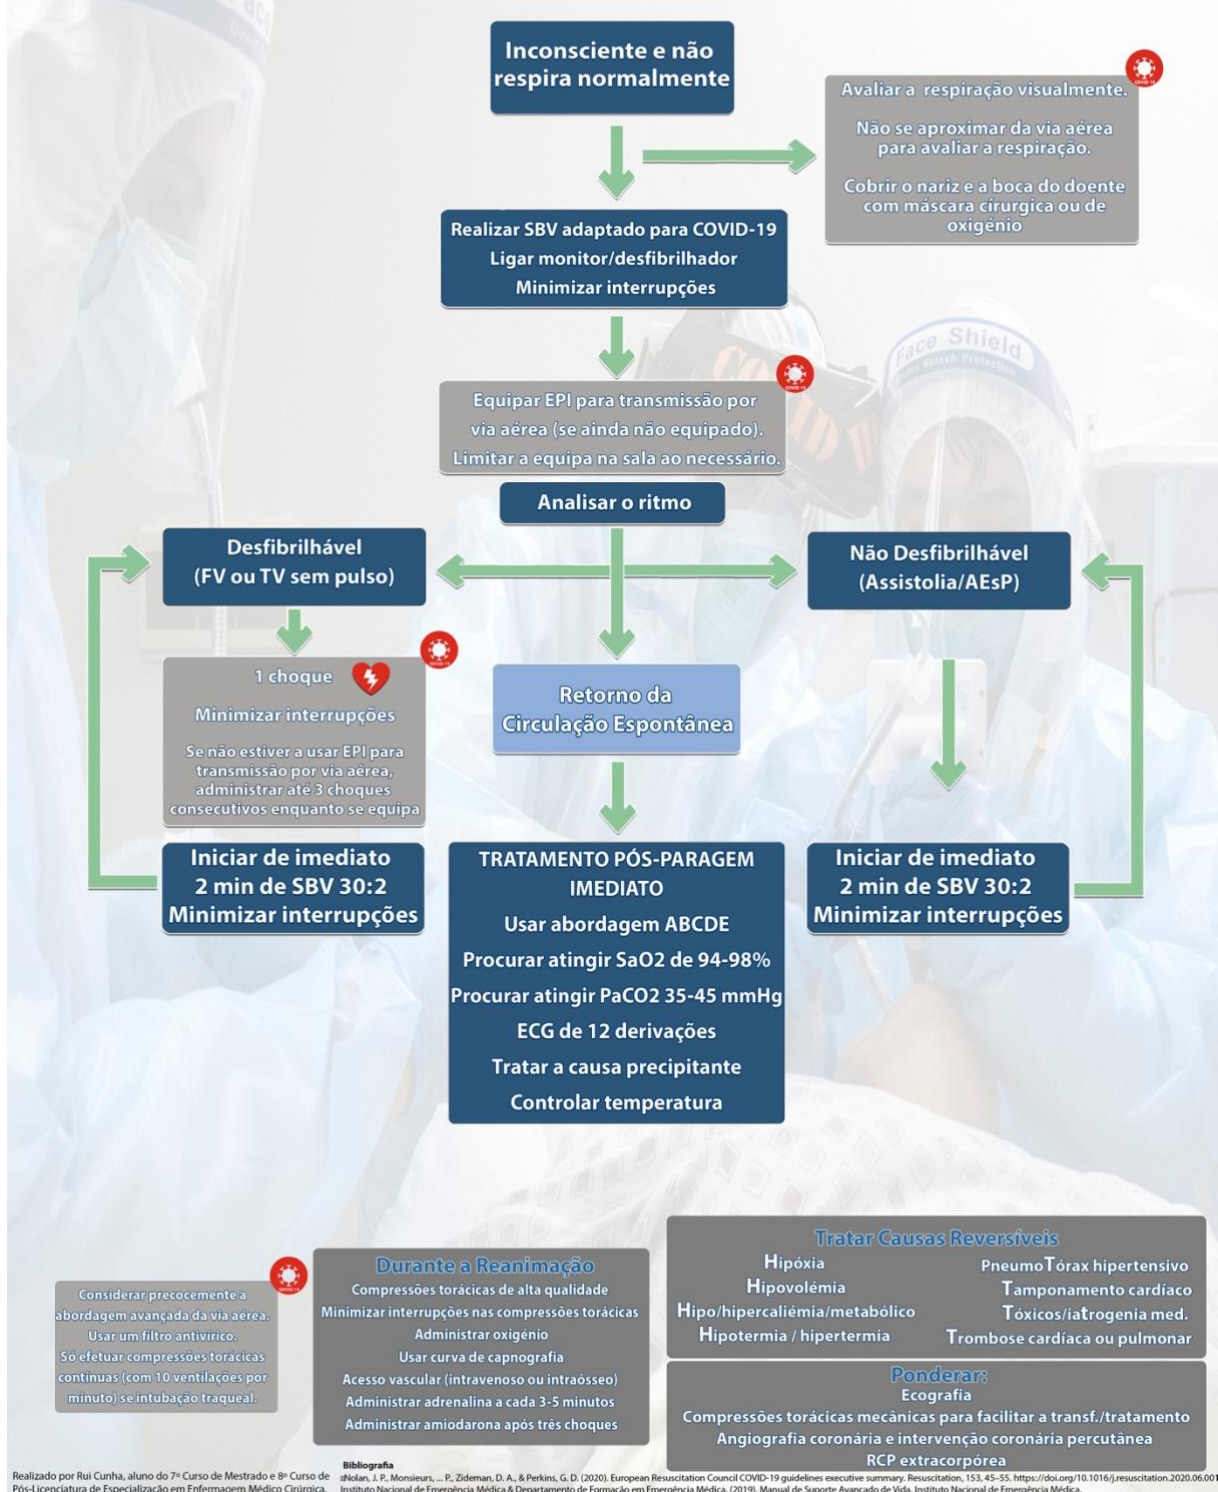 Inconsciente e não
respira normalmente
Avaliar a respiração visualmente.
Não se aproximar da via aérea
para avaliar a respiração.
Cobrir o nariz e a boca do doente
com máscara círurgica ou de
oxigénio
Realizar SBV adaptado para COVID-19
Ligar monitor/desfibrilhador
Minimizar interrupções
Face Shield
Splash Protection
Equipar EPI para transmissão por
via aérea (se ainda não equipado).
Limitar a equipa na sala ao necessário.
Analisar o ritmo
Desfibrilhável
(FV ou TV sem pulso)
Não Desfibrilhável
(Assistolia/AEsP)
1 choque
Minimizar interrupções
Se não estiver a usar EPI para
transmissão por via aérea,
administrar até 3 choques
consecutivos enquanto se equipa
Retorno da
Circulação Espontânea
Iniciar de imediato
2 min de SBV 30:2
Minimizar interrupções
TRATAMENTO PÓS-PARAGEM
IMEDIATO
Usar abordagem ABCDE
Procurar atingir SaO2 de 94-98%
Procurar atingir PaCO2 35-45 mmHg
ECG de 12 derivações
Tratar a causa precipitante
Controlar temperatura
Iniciar de imediato
2 min de SBV 30:2
Minimizar interrupções
Considerar precocemente a
abordagem avançada da via aérea.
Usar um filtro antivírico.
Só efetuar compressões torácicas
contínuas (com 10 ventilações por
minuto) se intubação traqueal.
Durante a Reanimação
Compressões torácicas de alta qualidade
Minimizar interrupções nas compressões torácicas
Administrar oxigénio
Usar curva de capnografia
Acesso vascular (intravenoso ou intraósseo)
Administrar adrenalina a cada 3-5 minutos
Administrar amiodarona após três choques
Tratar Causas Reversíveis
Hipóxia
Hipovolémia
Hipo/hipercaliémia/metabólico
Hipotermia / hipertermia
PneumoTórax hipertensivo
Tamponamento cardíaco
Tóxicos/iatrogenia med.
Trombose cardíaca ou pulmonar
Ponderar:
Ecografia
Compressões torácicas mecânicas para facilitar a transf./tratamento
Angiografia coronária e intervenção coronária percutânea
RCP extracorpórea
Realizado por Rui Cunha, aluno do 7º Curso de Mestrado e 8º Curso de
Pós-Licenciatura de Especialização em Enfermagem Médico Cirúrgica.
Bibliografia
Nolan, J. P., Monsieurs, ... P., Zideman, D. A., & Perkins, G. D. (2020). European Resuscitation Council COVID-19 guidelines executive summary. Resuscitation, 153, 45–55. https://doi.org/10.1016/j.resuscitation.2020.06.001
Instituto Nacional de Emergência Médica & Departamento de Formação em Emergência Médica. (2019). Manual de Suporte Avançado de Vida. Instituto Nacional de Emergência Médica.